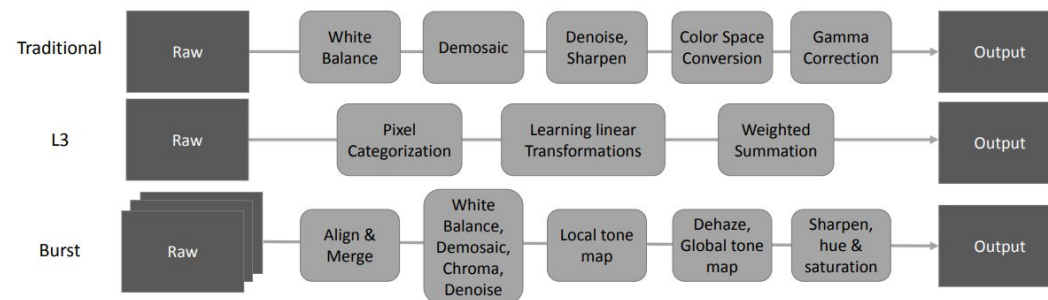 Traditional
Raw
White
Balance
Demosaic
Denoise,
Sharpen
Color Space
Conversion
Gamma
Correction
Output
L3
Raw
Pixel
Categorization
Learning linear
Transformations
Weighted
Summation
Output
Burst
Raw
Align &
Merge
White
Balance,
Demosaic,
Chroma,
Denoise
Local tone
map
Dehaze,
Global tone
map
Sharpen,
hue &
saturation
Output